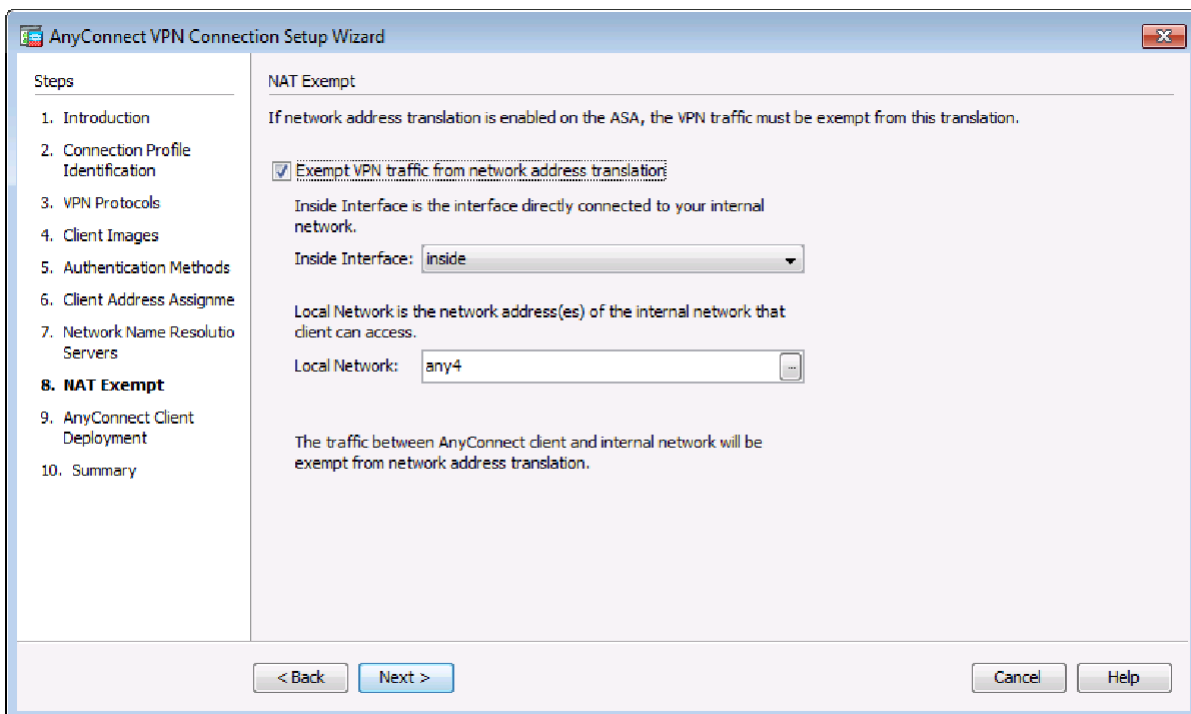 AnyConnect VPN Connection Setup Wizard
Steps
1. Introduction
2. Connection Profile
Identification
3. VPN Protocols
4. Client Images
5. Authentication Methods
6. Client Address Assignme
7. Network Name Resolutio
Servers
8. NAT Exempt
9. AnyConnect Client
Deployment
10. Summary
NAT Exempt
If network address translation is enabled on the ASA, the VPN traffic must be exempt from this translation.
Exempt VPN traffic from network address translation
Inside Interface is the interface directly connected to your internal
network.
Inside Interface: inside
Local Network is the network address(es) of the internal network that
client can access.
Local Network: any4
...
The traffic between AnyConnect client and internal network will be
exempt from network address translation.
< Back Next > Cancel Help